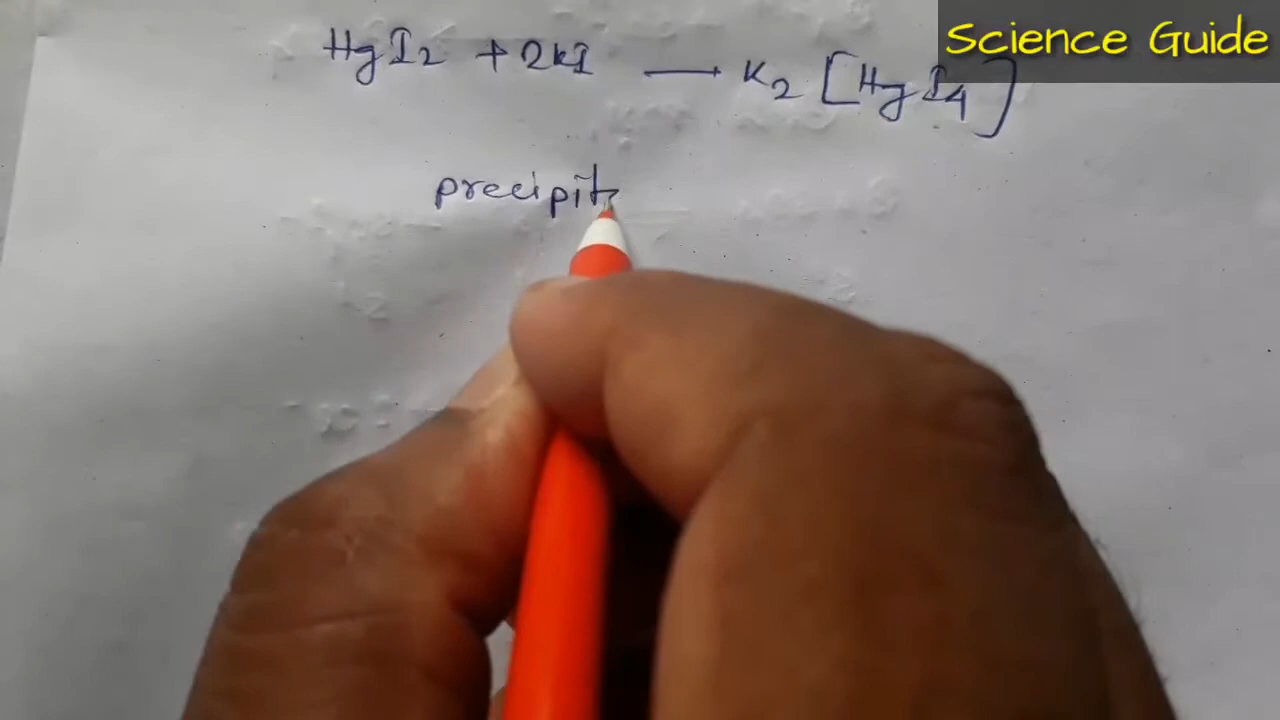 Science Guide
HgI2 + 2kI → K2 [HgI4]
precipit